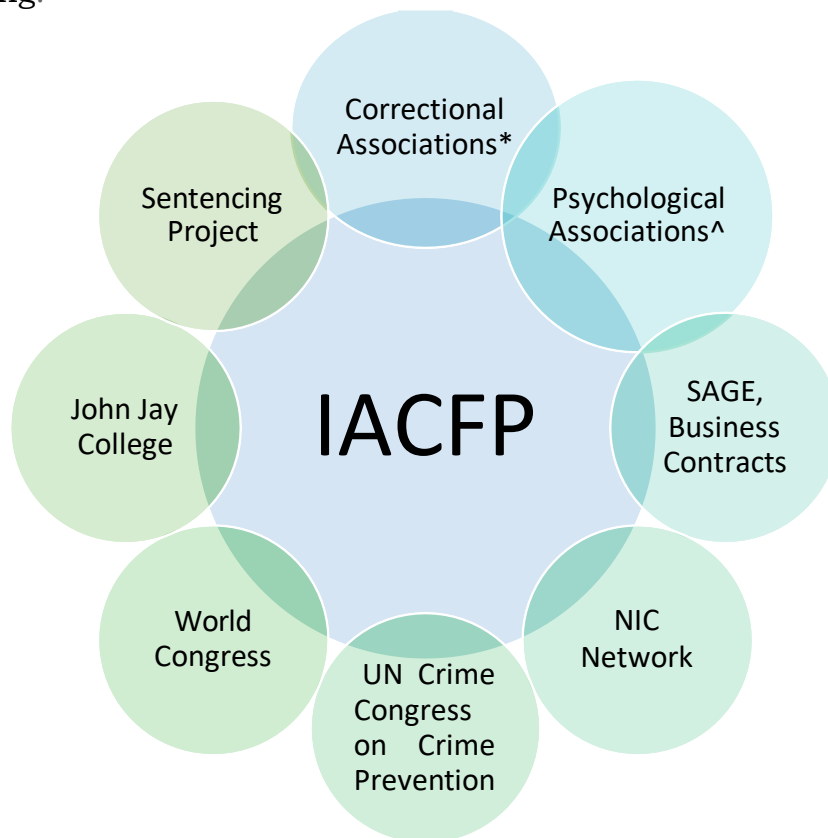 ng.
Correctional
Associations*
Psychological
Associations^
SAGE,
Business
Contracts
NIC
Network
UN Crime
Congress
on Crime
Prevention
World
Congress
John Jay
College
Sentencing
Project
IACFP